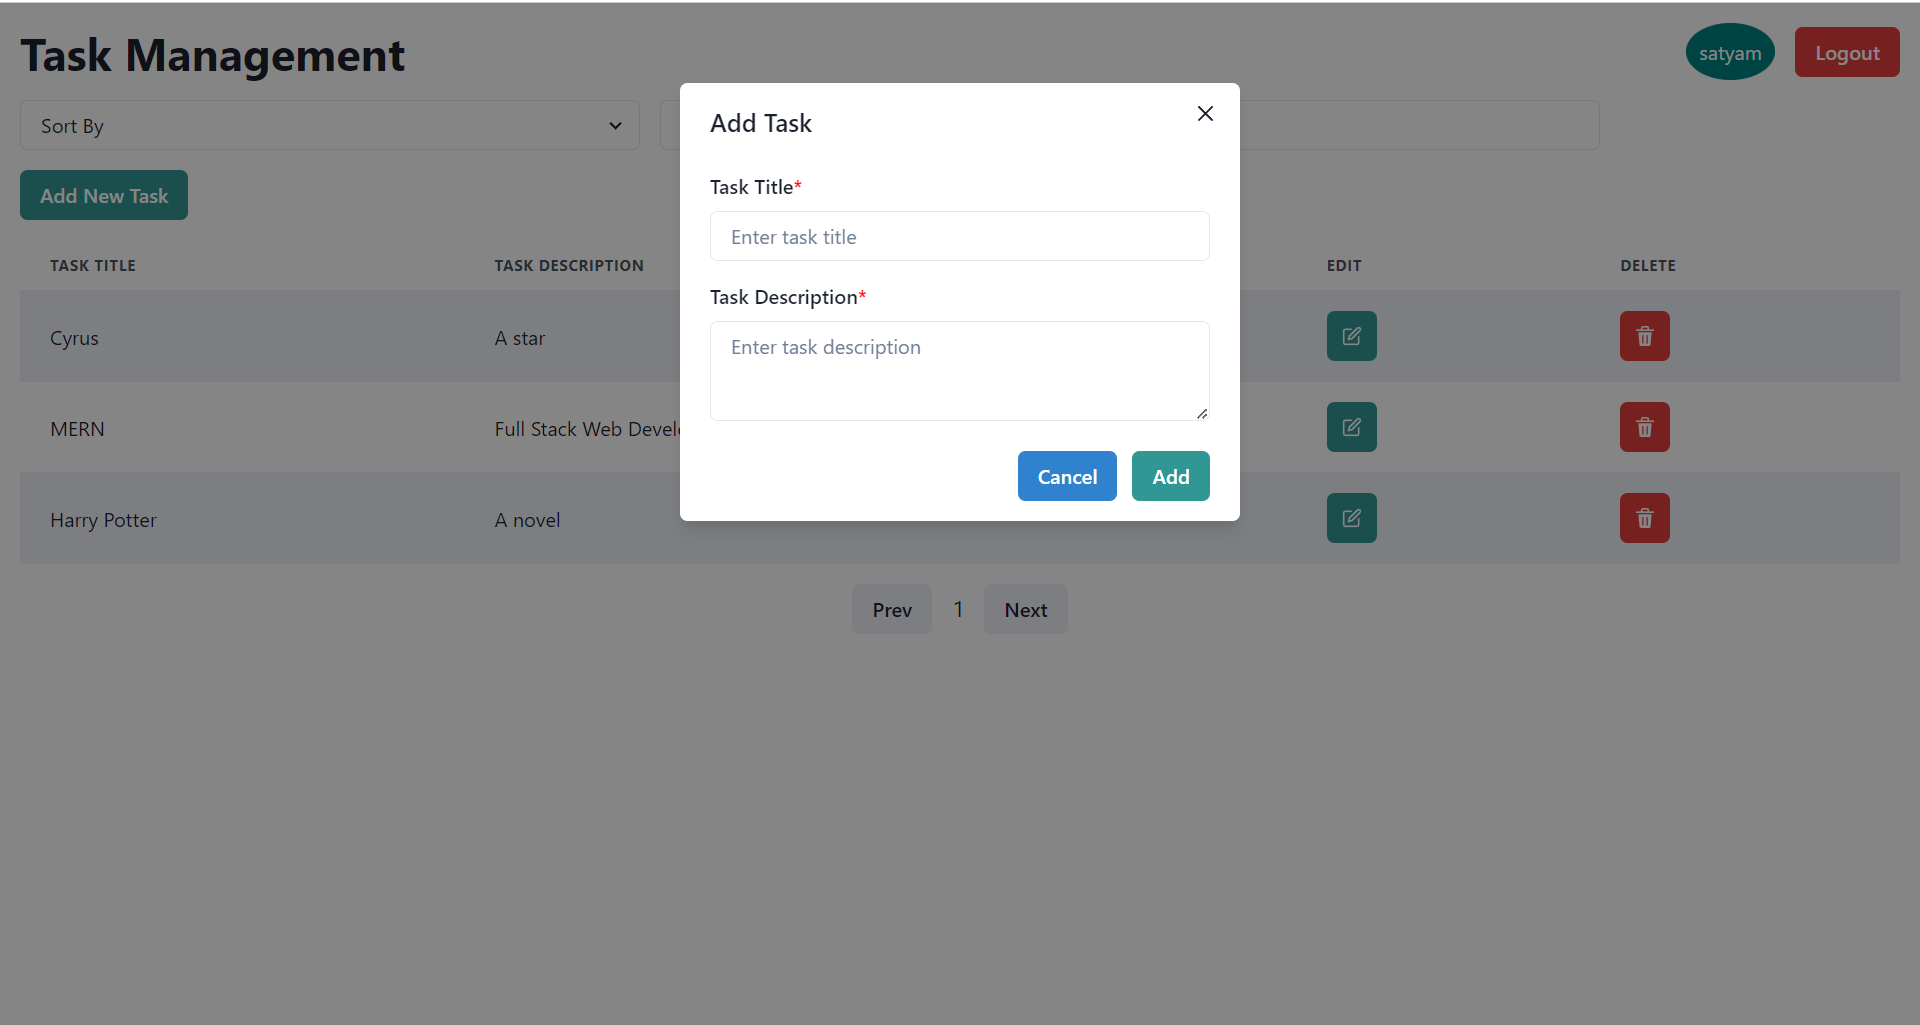 Task Management
satyam
Logout
Sort By
Add New Task
TASK TITLE TASK DESCRIPTION EDIT DELETE
Cyrus A star
MERN Full Stack Web
Harry Potter A novel
Prev 1 Next
Add Task
Task Title*
Enter task title
Task Description*
Enter task description
Cancel Add